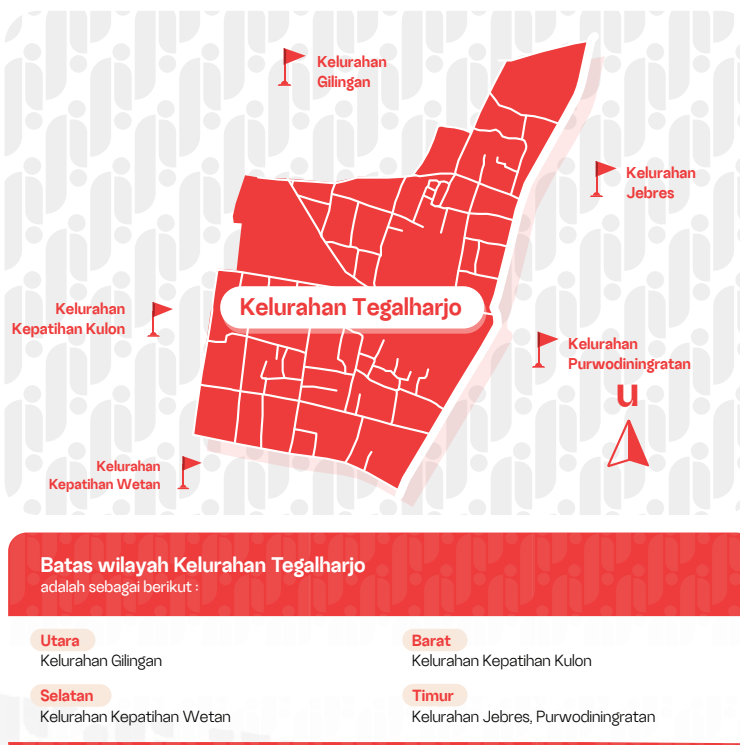 Kelurahan
Gilingan
Kelurahan
Jebres
Kelurahan Tegalharjo
Kelurahan
Kepatihan Kulon
Kelurahan
Purwodiningratan
u
Kelurahan
Kepatihan Wetan
Batas wilayah Kelurahan Tegalharjo
adalah sebagai berikut :
Utara
Kelurahan Gilingan
Barat
Kelurahan Kepatihan Kulon
Selatan
Kelurahan Kepatihan Wetan
Timur
Kelurahan Jebres, Purwodiningratan